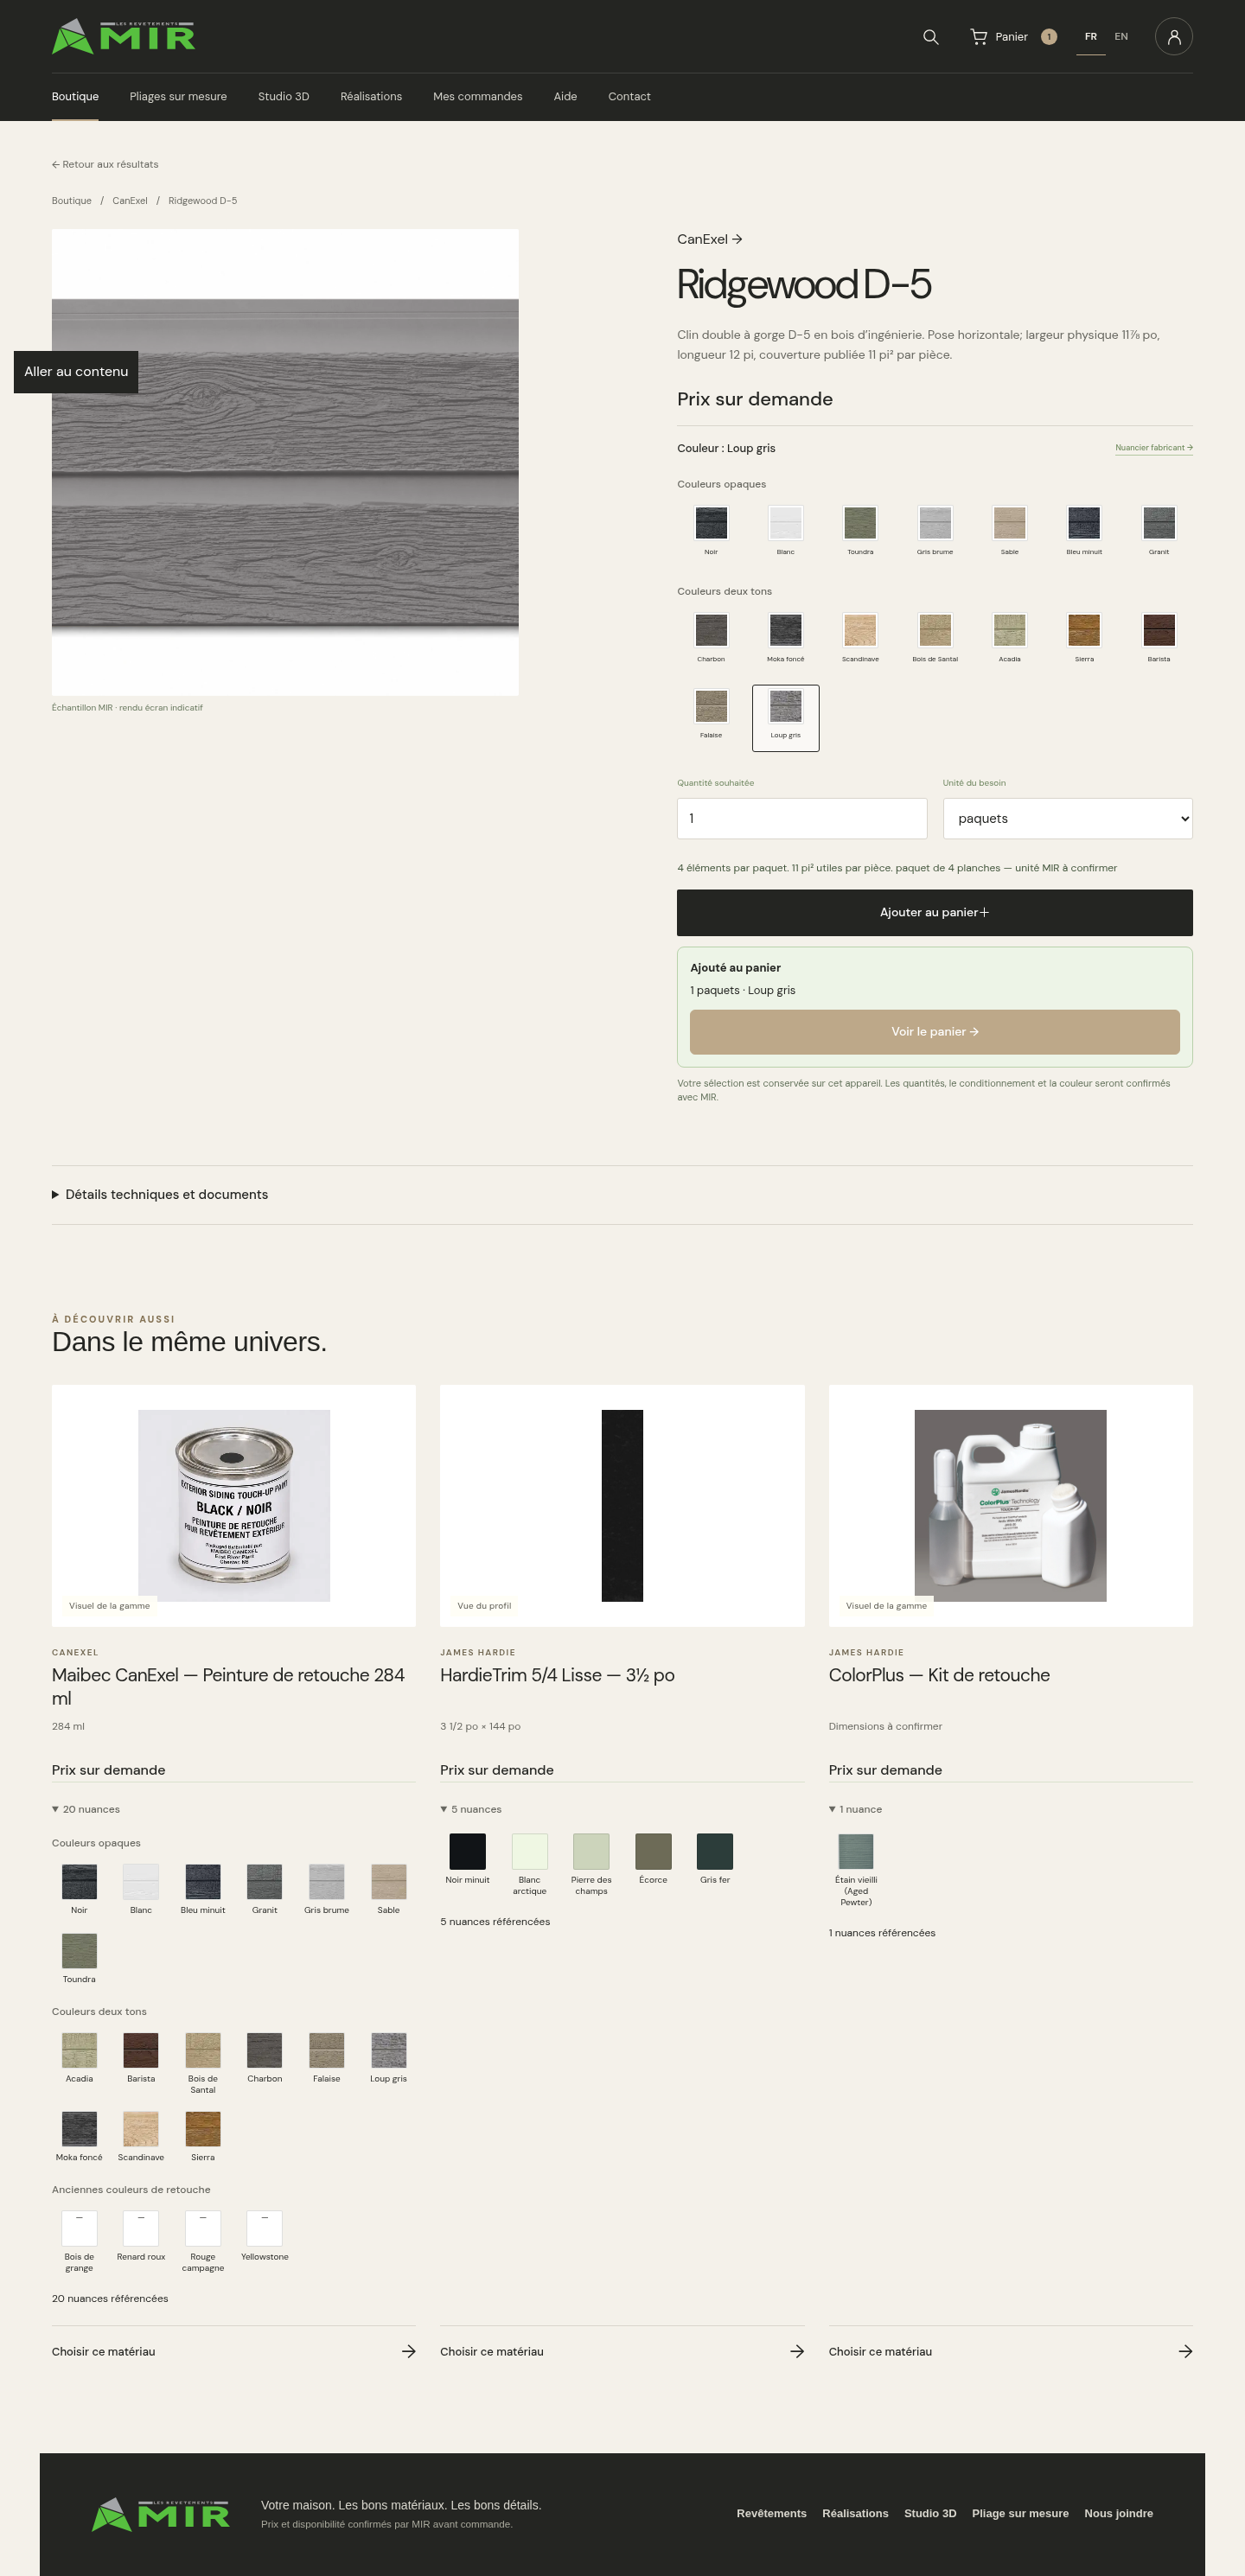 LES REVÊTEMENTS
MIR
Panier 1 FR EN
Boutique Pliages sur mesure Studio 3D Réalisations Mes commandes Aide Contact
← Retour aux résultats
Boutique / CanExel / Ridgewood D-5
Aller au contenu
Échantillon MIR · rendu écran indicatif
CanExel →
Ridgewood D-5
Clin double à gorge D-5 en bois d’ingénierie. Pose horizontale; largeur physique 11⅞ po,
longueur 12 pi, couverture publiée 11 pi² par pièce.
Prix sur demande
Couleur : Loup gris Nuancier fabricant →
Couleurs opaques
Noir Blanc Toundra Gris brume Sable Bleu minuit Granit
Couleurs deux tons
Charbon Moka foncé Scandinave Bois de Santal Acadia Sierra Barista
Falaise Loup gris
Quantité souhaitée Unité du besoin
1 paquets
4 éléments par paquet. 11 pi² utiles par pièce. paquet de 4 planches — unité MIR à confirmer
Ajouter au panier+
Ajouté au panier
1 paquets · Loup gris
Voir le panier →
Votre sélection est conservée sur cet appareil. Les quantités, le conditionnement et la couleur seront confirmés
avec MIR.
Détails techniques et documents
À DÉCOUVRIR AUSSI
Dans le même univers.
EXTERIOR SIDING TOUCH-UP PAINT
BLACK / NOIR
PEINTURE DE RETOUCHE
POUR REVÊTEMENT EXTÉRIEUR
Visuel de la gamme
CANEXEL
Maibec CanExel — Peinture de retouche 284
ml
284 ml
Prix sur demande
20 nuances
Couleurs opaques
Noir Blanc Bleu minuit Granit Gris brume Sable
Toundra
Couleurs deux tons
Acadia Barista Bois de Santal Charbon Falaise Loup gris
Moka foncé Scandinave Sierra
Anciennes couleurs de retouche
— — — —
Bois de grange Renard roux Rouge campagne Yellowstone
20 nuances référencées
Choisir ce matériau →
Vue du profil
JAMES HARDIE
HardieTrim 5/4 Lisse — 3½ po
3 1/2 po × 144 po
Prix sur demande
5 nuances
Noir minuit Blanc arctique Pierre des champs Écorce Gris fer
5 nuances référencées
Choisir ce matériau →
JamesHardie
ColorPlus Technology
Visuel de la gamme
JAMES HARDIE
ColorPlus — Kit de retouche
Dimensions à confirmer
Prix sur demande
1 nuance
Étain vieilli
(Aged
Pewter)
1 nuances référencées
Choisir ce matériau →
LES REVÊTEMENTS
MIR
Votre maison. Les bons matériaux. Les bons détails.
Prix et disponibilité confirmés par MIR avant commande.
Revêtements Réalisations Studio 3D Pliage sur mesure Nous joindre